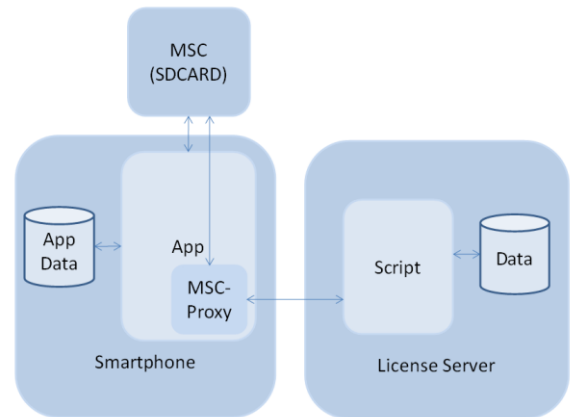 MSC
(SDCARD)
App
Data
App
MSC-
Proxy
Smartphone
Script
Data
License Server